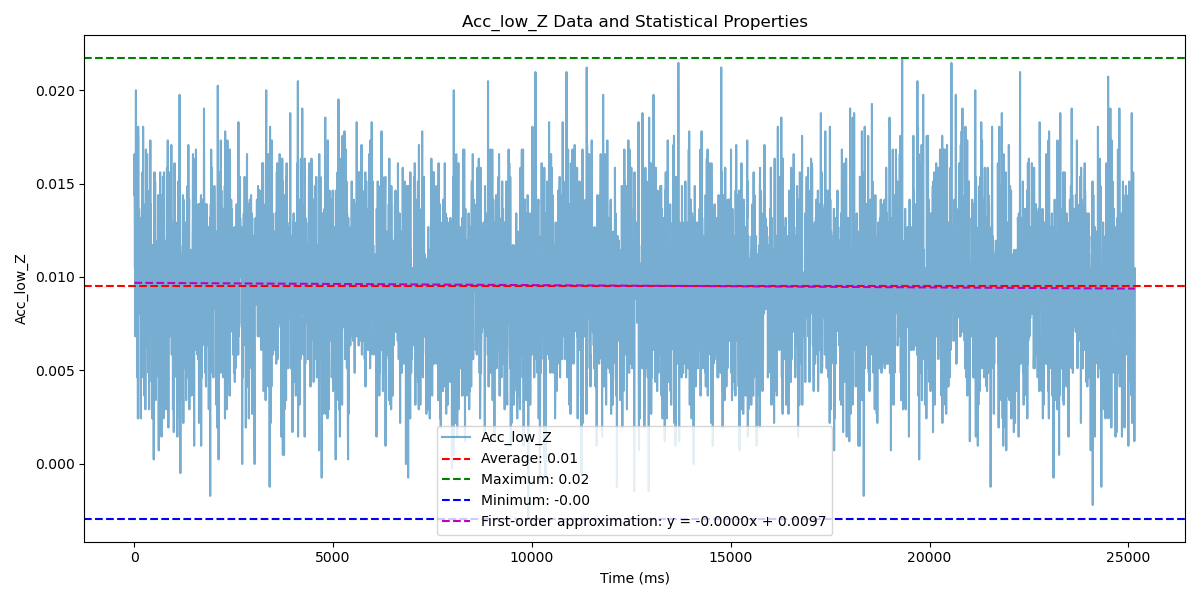 Acc_low_Z Data and Statistical Properties
Acc_low_Z
0.020
0.015
0.010
0.005
0.000
Acc_low_Z
Average: 0.01
Maximum: 0.02
Minimum: -0.00
First-order approximation: y = -0.0000x + 0.0097
0
5000
10000
15000
20000
25000
Time (ms)